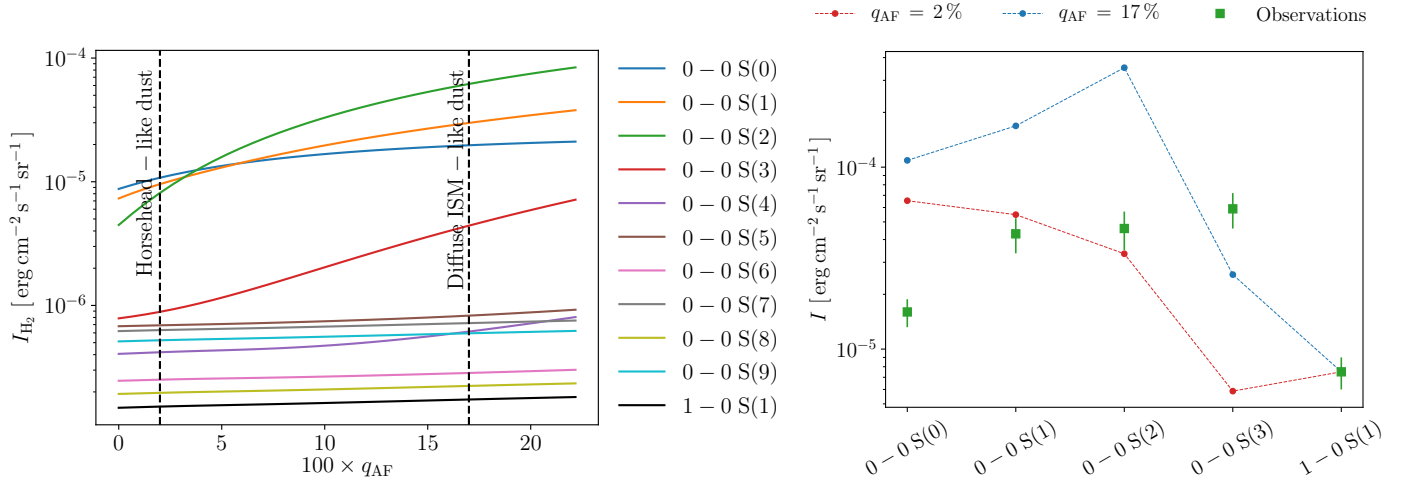 10⁻⁴
10⁻⁵
10⁻⁶
I_H₂ [ erg cm⁻² s⁻¹ sr⁻¹ ]
Horsehead − like dust
Diffuse ISM − like dust
0 5 10 15 20
100 × q_AF
0 − 0 S(0)
0 − 0 S(1)
0 − 0 S(2)
0 − 0 S(3)
0 − 0 S(4)
0 − 0 S(5)
0 − 0 S(6)
0 − 0 S(7)
0 − 0 S(8)
0 − 0 S(9)
1 − 0 S(1)
q_AF = 2 % q_AF = 17 % Observations
10⁻⁴
10⁻⁵
I [ erg cm⁻² s⁻¹ sr⁻¹ ]
0 − 0 S(0) 0 − 0 S(1) 0 − 0 S(2) 0 − 0 S(3) 1 − 0 S(1)